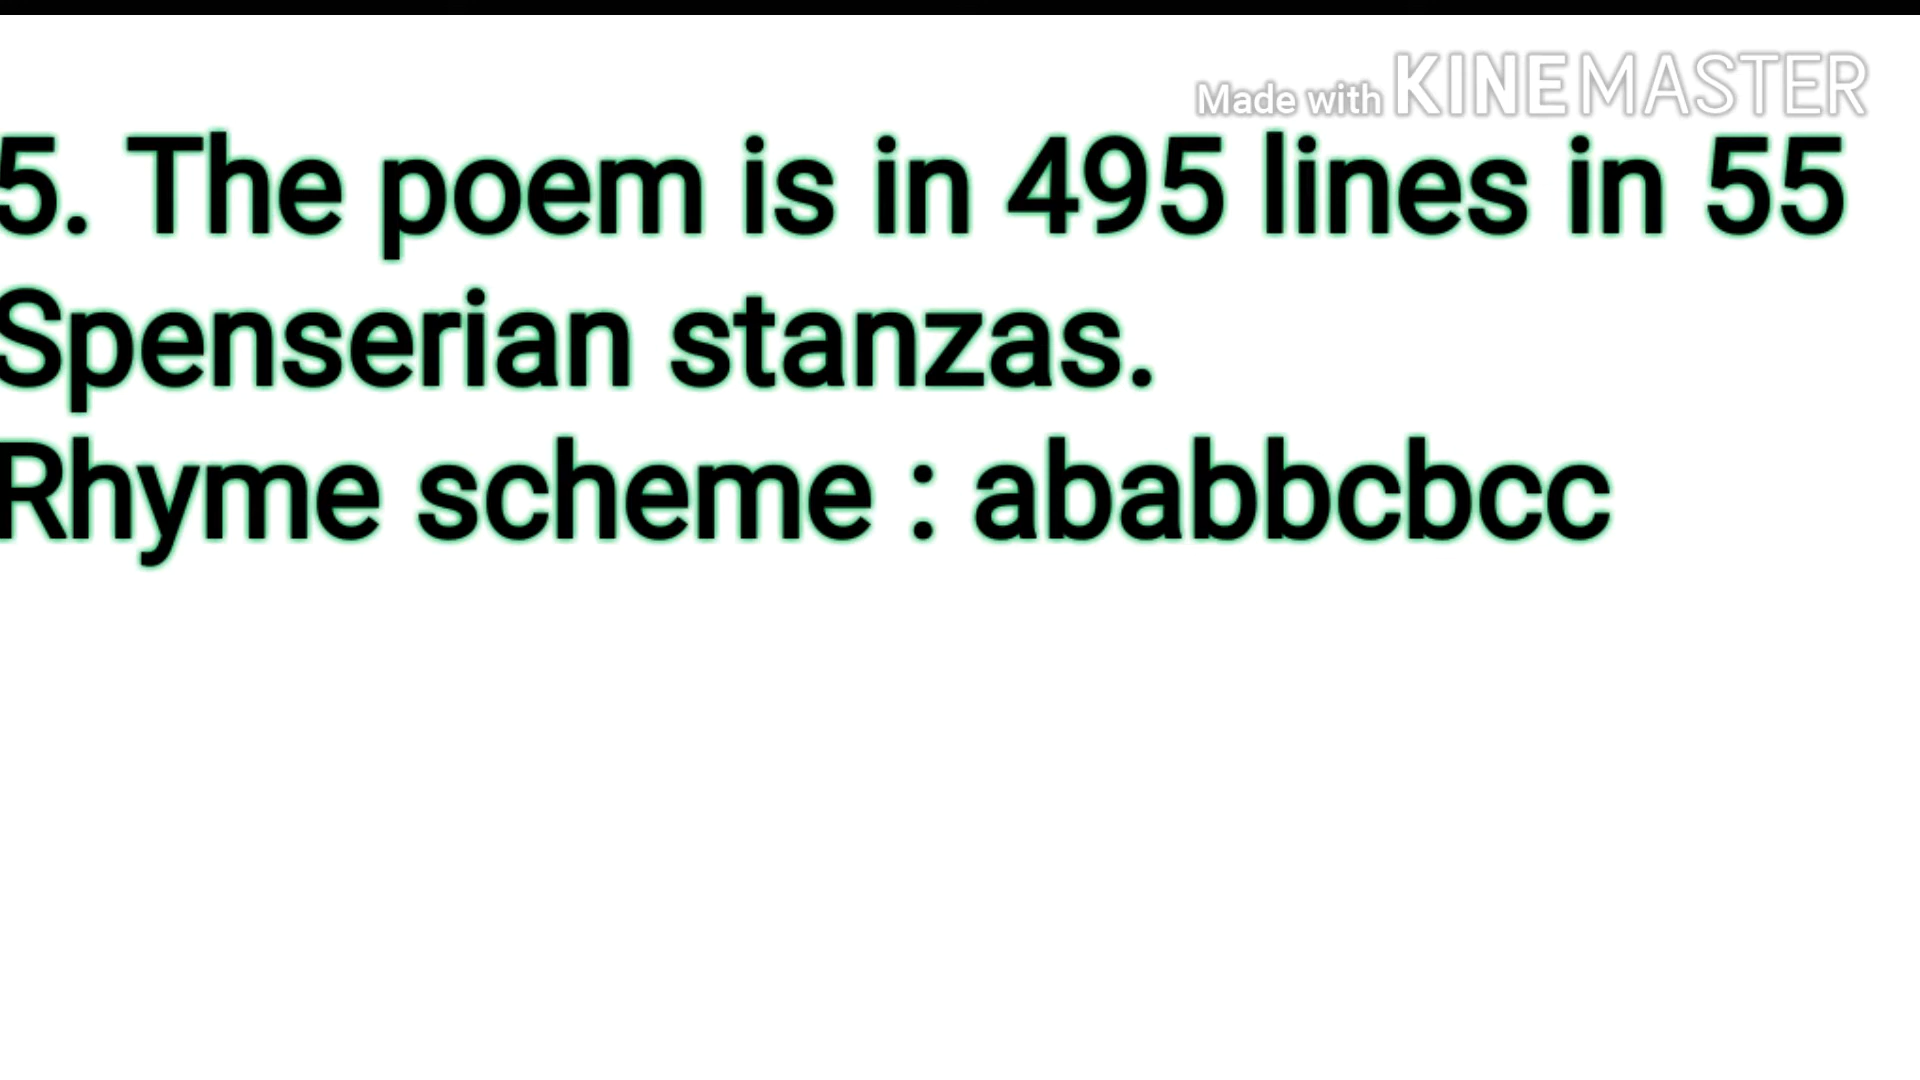 Made with KINEMASTER
5. The poem is in 495 lines in 55
Spenserian stanzas.
Rhyme scheme : ababbcbcc